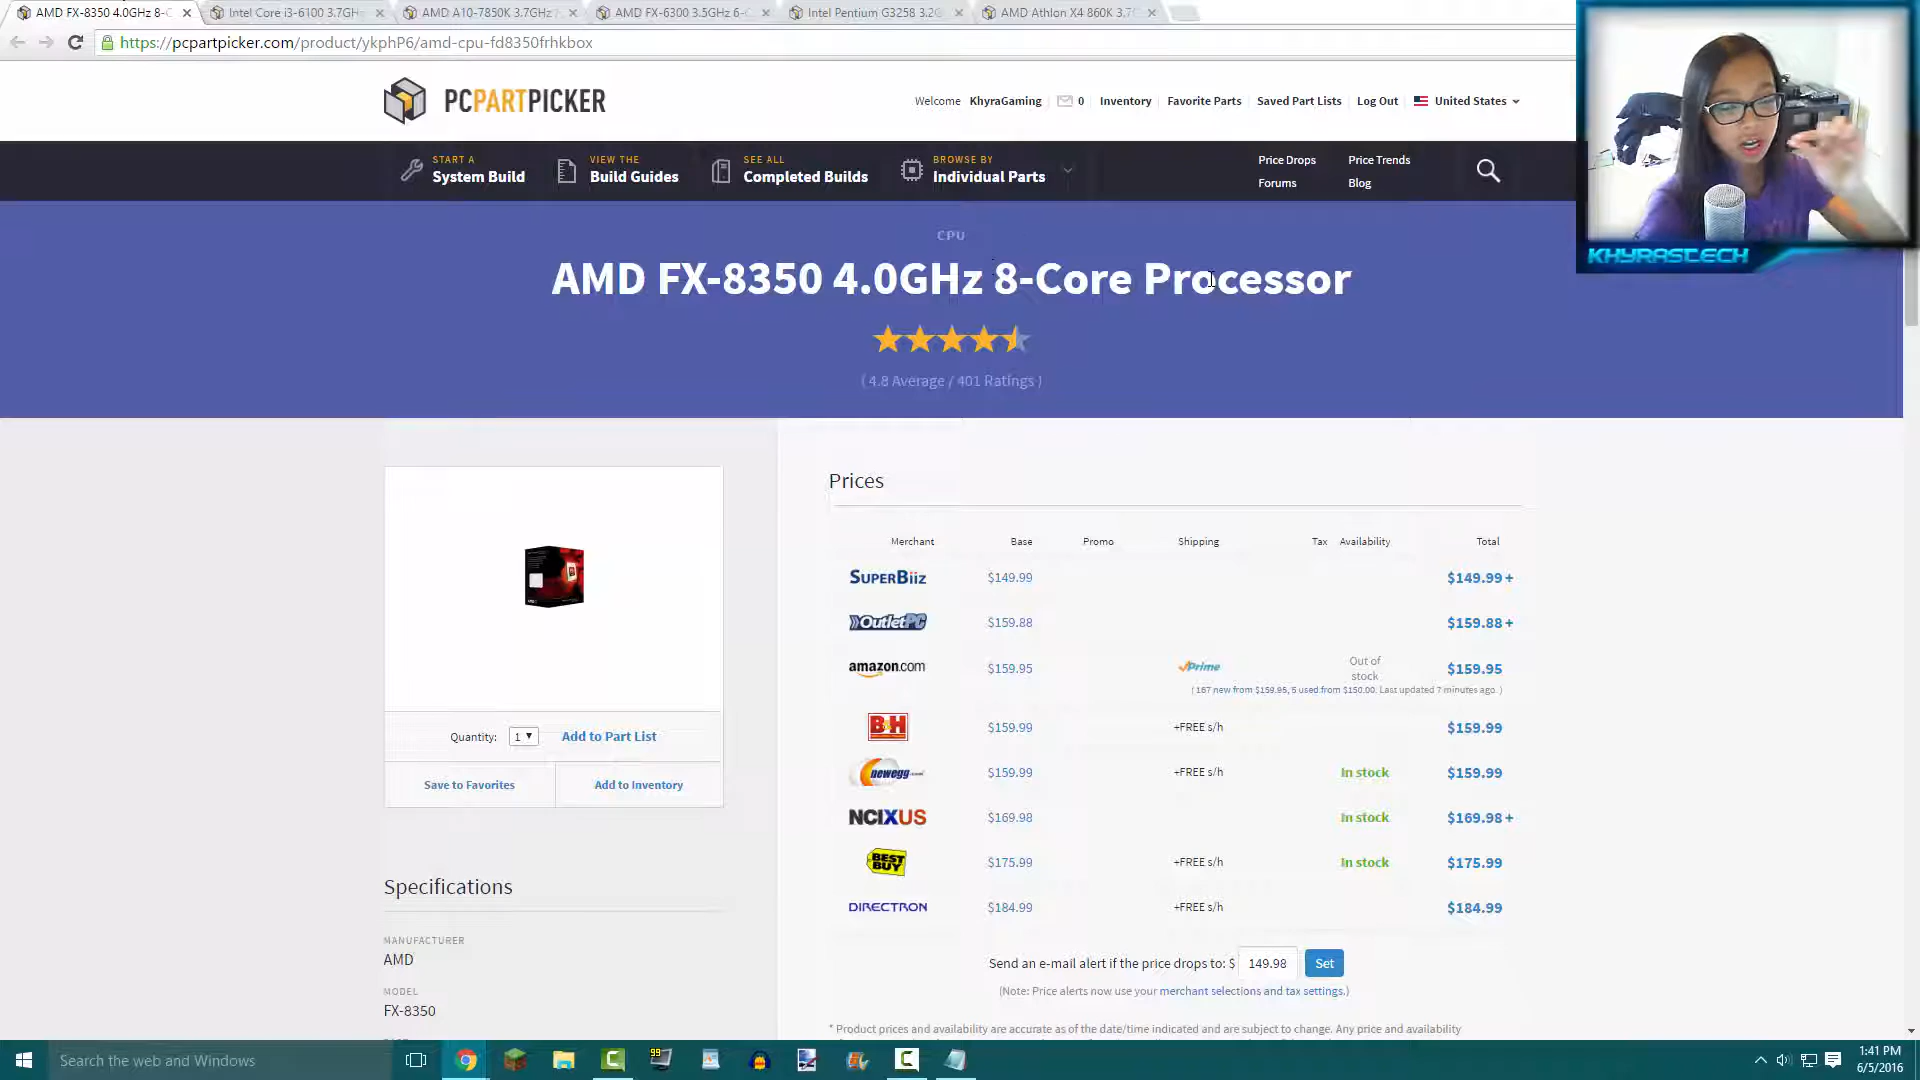 AMD FX-8350 4.0GHz 8-C
Intel Core i3-6100 3.7GH
AMD A10-7850K 3.7GHz
AMD FX-6300 3.5GHz 6-
Intel Pentium G3258 3.2G
AMD Athlon X4 860K 3.7
https://pcpartpicker.com/product/ykphP6/amd-cpu-fd8350frhkbox
PCPARTPICKER
Welcome KhyraGaming 0 Inventory Favorite Parts Saved Part Lists Log Out United States
START A
System Build
VIEW THE
Build Guides
SEE ALL
Completed Builds
BROWSE BY
Individual Parts
Price Drops
Price Trends
Forums
Blog
KHYRASTECH
CPU
AMD FX-8350 4.0GHz 8-Core Processor
( 4.8 Average / 401 Ratings )
Quantity: 1 Add to Part List
Save to Favorites
Add to Inventory
Specifications
MANUFACTURER
AMD
MODEL
FX-8350
Prices
Merchant Base Promo Shipping Tax Availability Total
SUPERBIIZ $149.99 $149.99 +
OutletPC $159.88 $159.88 +
amazon.com $159.95 Prime Out of stock $159.95
( 167 new from $159.95, 5 used from $150.00. Last updated 7 minutes ago. )
B&H $159.99 +FREE s/h $159.99
newegg.com $159.99 +FREE s/h In stock $159.99
NCIXUS $169.98 In stock $169.98 +
BEST BUY $175.99 +FREE s/h In stock $175.99
DIRECTRON $184.99 +FREE s/h $184.99
Send an e-mail alert if the price drops to: $ 149.98 Set
(Note: Price alerts now use your merchant selections and tax settings.)
* Product prices and availability are accurate as of the date/time indicated and are subject to change. Any price and availability
Search the web and Windows
99
1:41 PM
6/5/2016